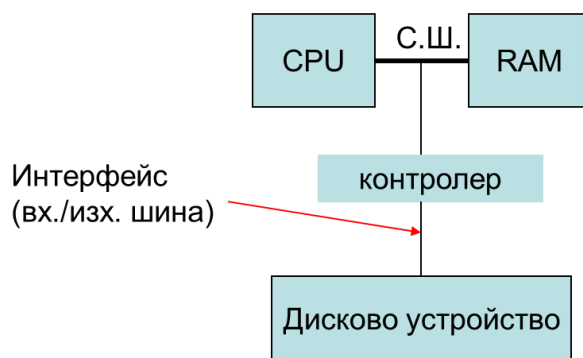 CPU
С.Ш.
RAM
контролер
Интерфейс
(вх./изх. шина)
Дисково устройство